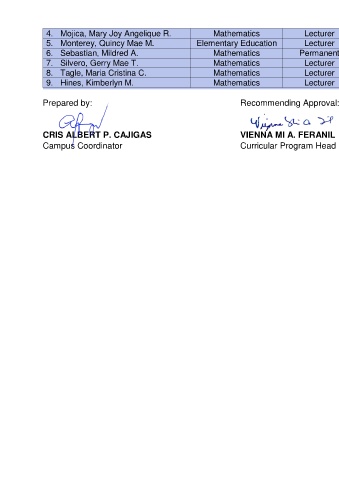 4. Mojica, Mary Joy Angelique R. Mathematics Lecturer
5. Monterey, Quincy Mae M. Elementary Education Lecturer
6. Sebastian, Mildred A. Mathematics Permanent
7. Silvero, Gerry Mae T. Mathematics Lecturer
8. Tagle, Maria Cristina C. Mathematics Lecturer
9. Hines, Kimberlyn M. Mathematics Lecturer
Prepared by: Recommending Approval:
CRIS ALBERT P. CAJIGAS VIENNA MI A. FERANIL
Campus Coordinator Curricular Program Head